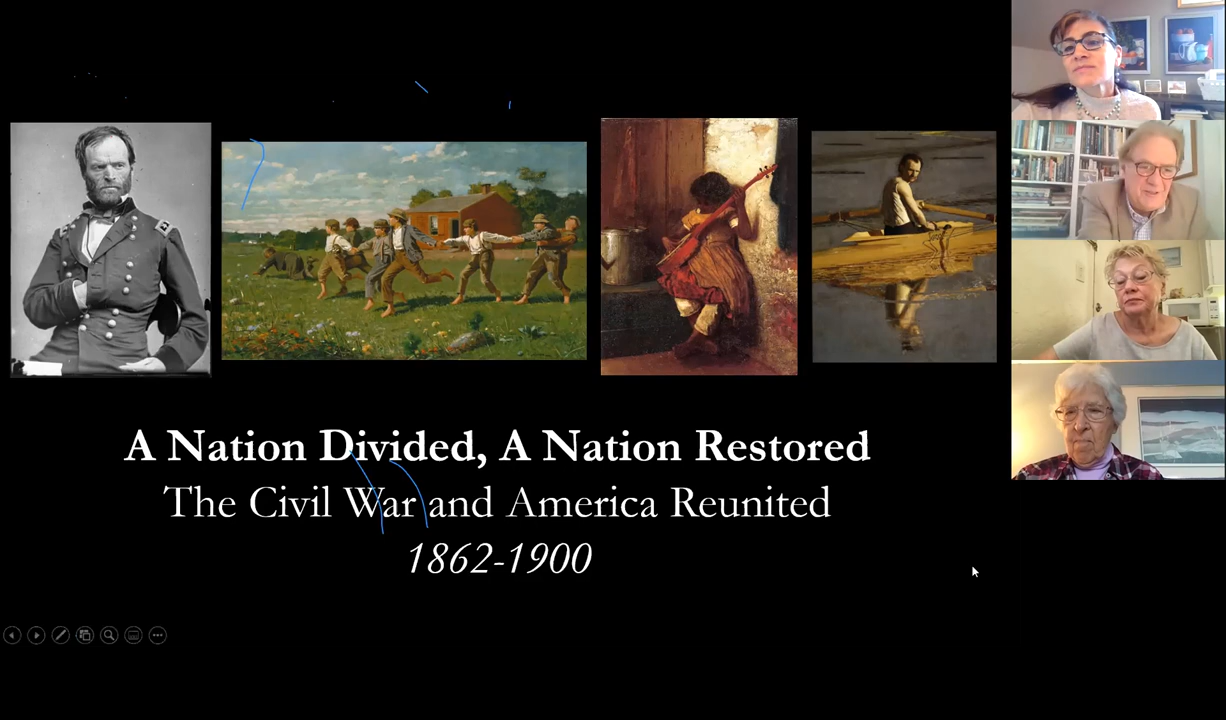 A Nation Divided, A Nation Restored
The Civil War and America Reunited
1862-1900